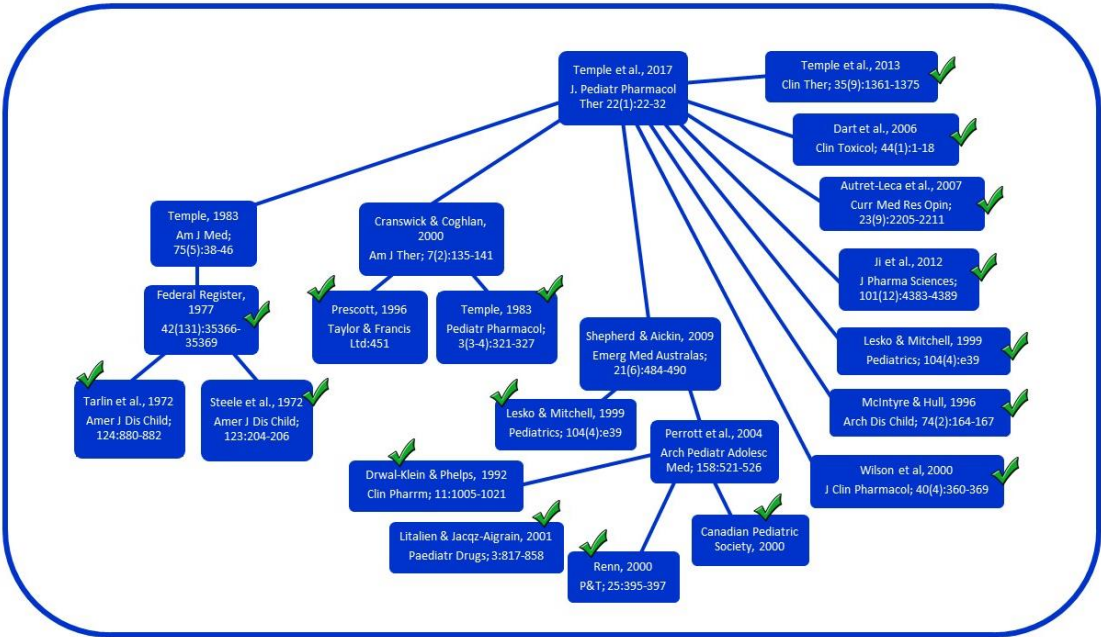 Temple et al., 2017
J. Pediatr Pharmacol
Ther 22(1):22-32
Temple et al., 2013
Clin Ther; 35(9):1361-1375
Dart et al., 2006
Clin Toxicol; 44(1):1-18
Autret-Leca et al., 2007
Curr Med Res Opin;
23(9):2205-2211
Temple, 1983
Am J Med;
75(5):38-46
Cranswick & Coghlan,
2000
Am J Ther; 7(2):135-141
Ji et al., 2012
J Pharma Sciences;
101(12):4383-4389
Federal Register,
1977
42(131):35366-
35369
Prescott, 1996
Taylor & Francis
Ltd:451
Temple, 1983
Pediatr Pharmacol;
3(3-4):321-327
Shepherd & Aickin, 2009
Emerg Med Australas;
21(6):484-490
Lesko & Mitchell, 1999
Pediatrics; 104(4):e39
Tarlin et al., 1972
Amer J Dis Child;
124:880-882
Steele et al., 1972
Amer J Dis Child;
123:204-206
Lesko & Mitchell, 1999
Pediatrics; 104(4):e39
McIntyre & Hull, 1996
Arch Dis Child; 74(2):164-167
Perrott et al., 2004
Arch Pediatr Adolesc
Med; 158:521-526
Drwal-Klein & Phelps, 1992
Clin Pharrm; 11:1005-1021
Wilson et al, 2000
J Clin Pharmacol; 40(4):360-369
Litalien & Jacqz-Aigrain, 2001
Paediatr Drugs; 3:817-858
Canadian Pediatric
Society, 2000
Renn, 2000
P&T; 25:395-397